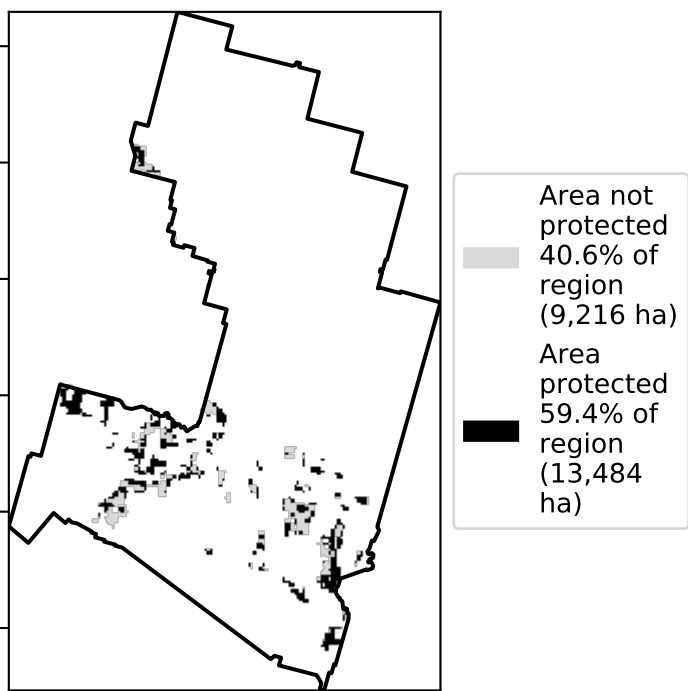 Area not
protected
40.6% of
region
(9,216 ha)
Area
protected
59.4% of
region
(13,484
ha)